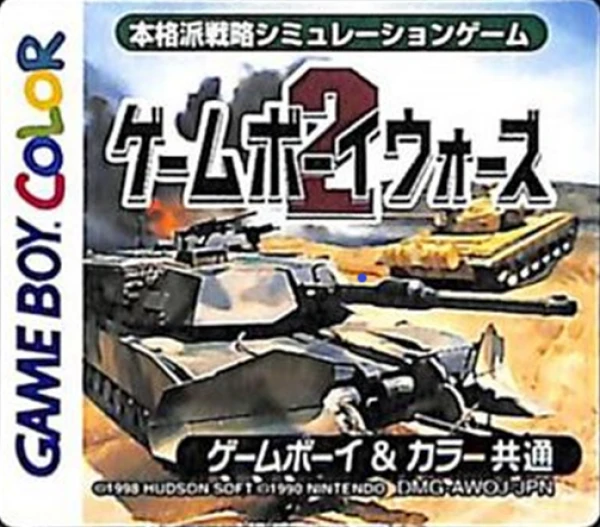 GAME BOY COLOR
本格派戦略シミュレーションゲーム
ゲームボーイウォーズ
2
ゲームボーイ & カラー共通
©1998 HUDSON SOFT ©1990 NINTENDO DMG-AWOJ-JPN